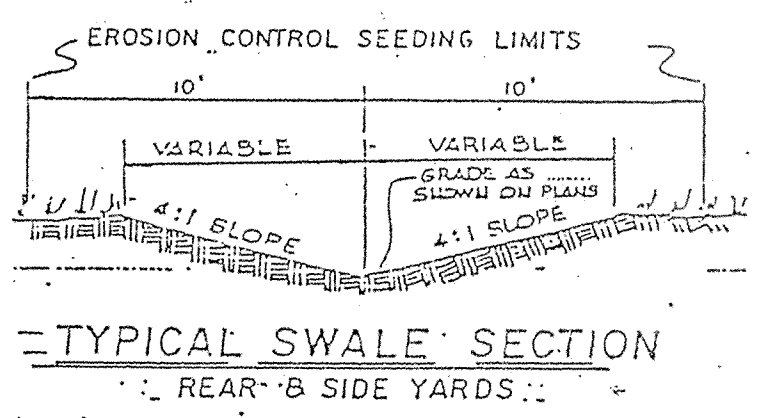 EROSION CONTROL SEEDING LIMITS
10' 10'
VARIABLE VARIABLE
GRADE AS
SHOWN ON PLANS
4:1 SLOPE 4:1 SLOPE
TYPICAL SWALE SECTION
REAR & SIDE YARDS